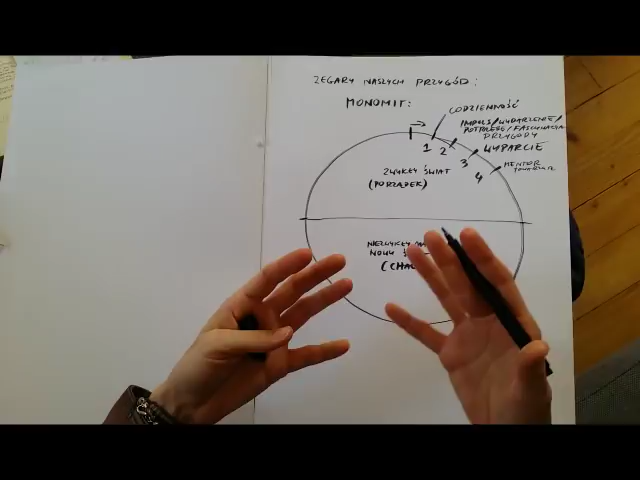 ZEGARY NASZYCH PRZYGÓD:
MONOMIT:
CODZIENNOŚĆ
IMPULS/WYDARZENIE/
POTRZEBA/FASCYNACJA
PRZYGODY
1
2
WYPARCIE
3
MENTOR
4
ZWYKŁY ŚWIAT
(PORZĄDEK)
NIEZWYKŁY
NOWY